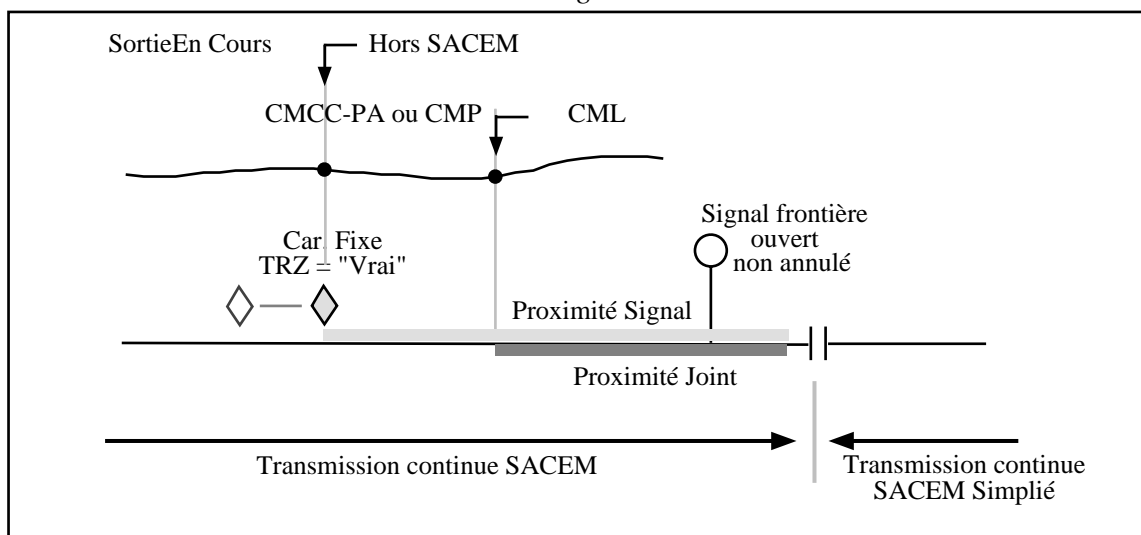 SortieEn Cours
Hors SACEM
CMCC-PA ou CMP
CML
Signal frontière
ouvert
non annulé
Car. Fixe
TRZ = "Vrai"
Proximité Signal
Proximité Joint
Transmission continue SACEM
Transmission continue
SACEM Simplié